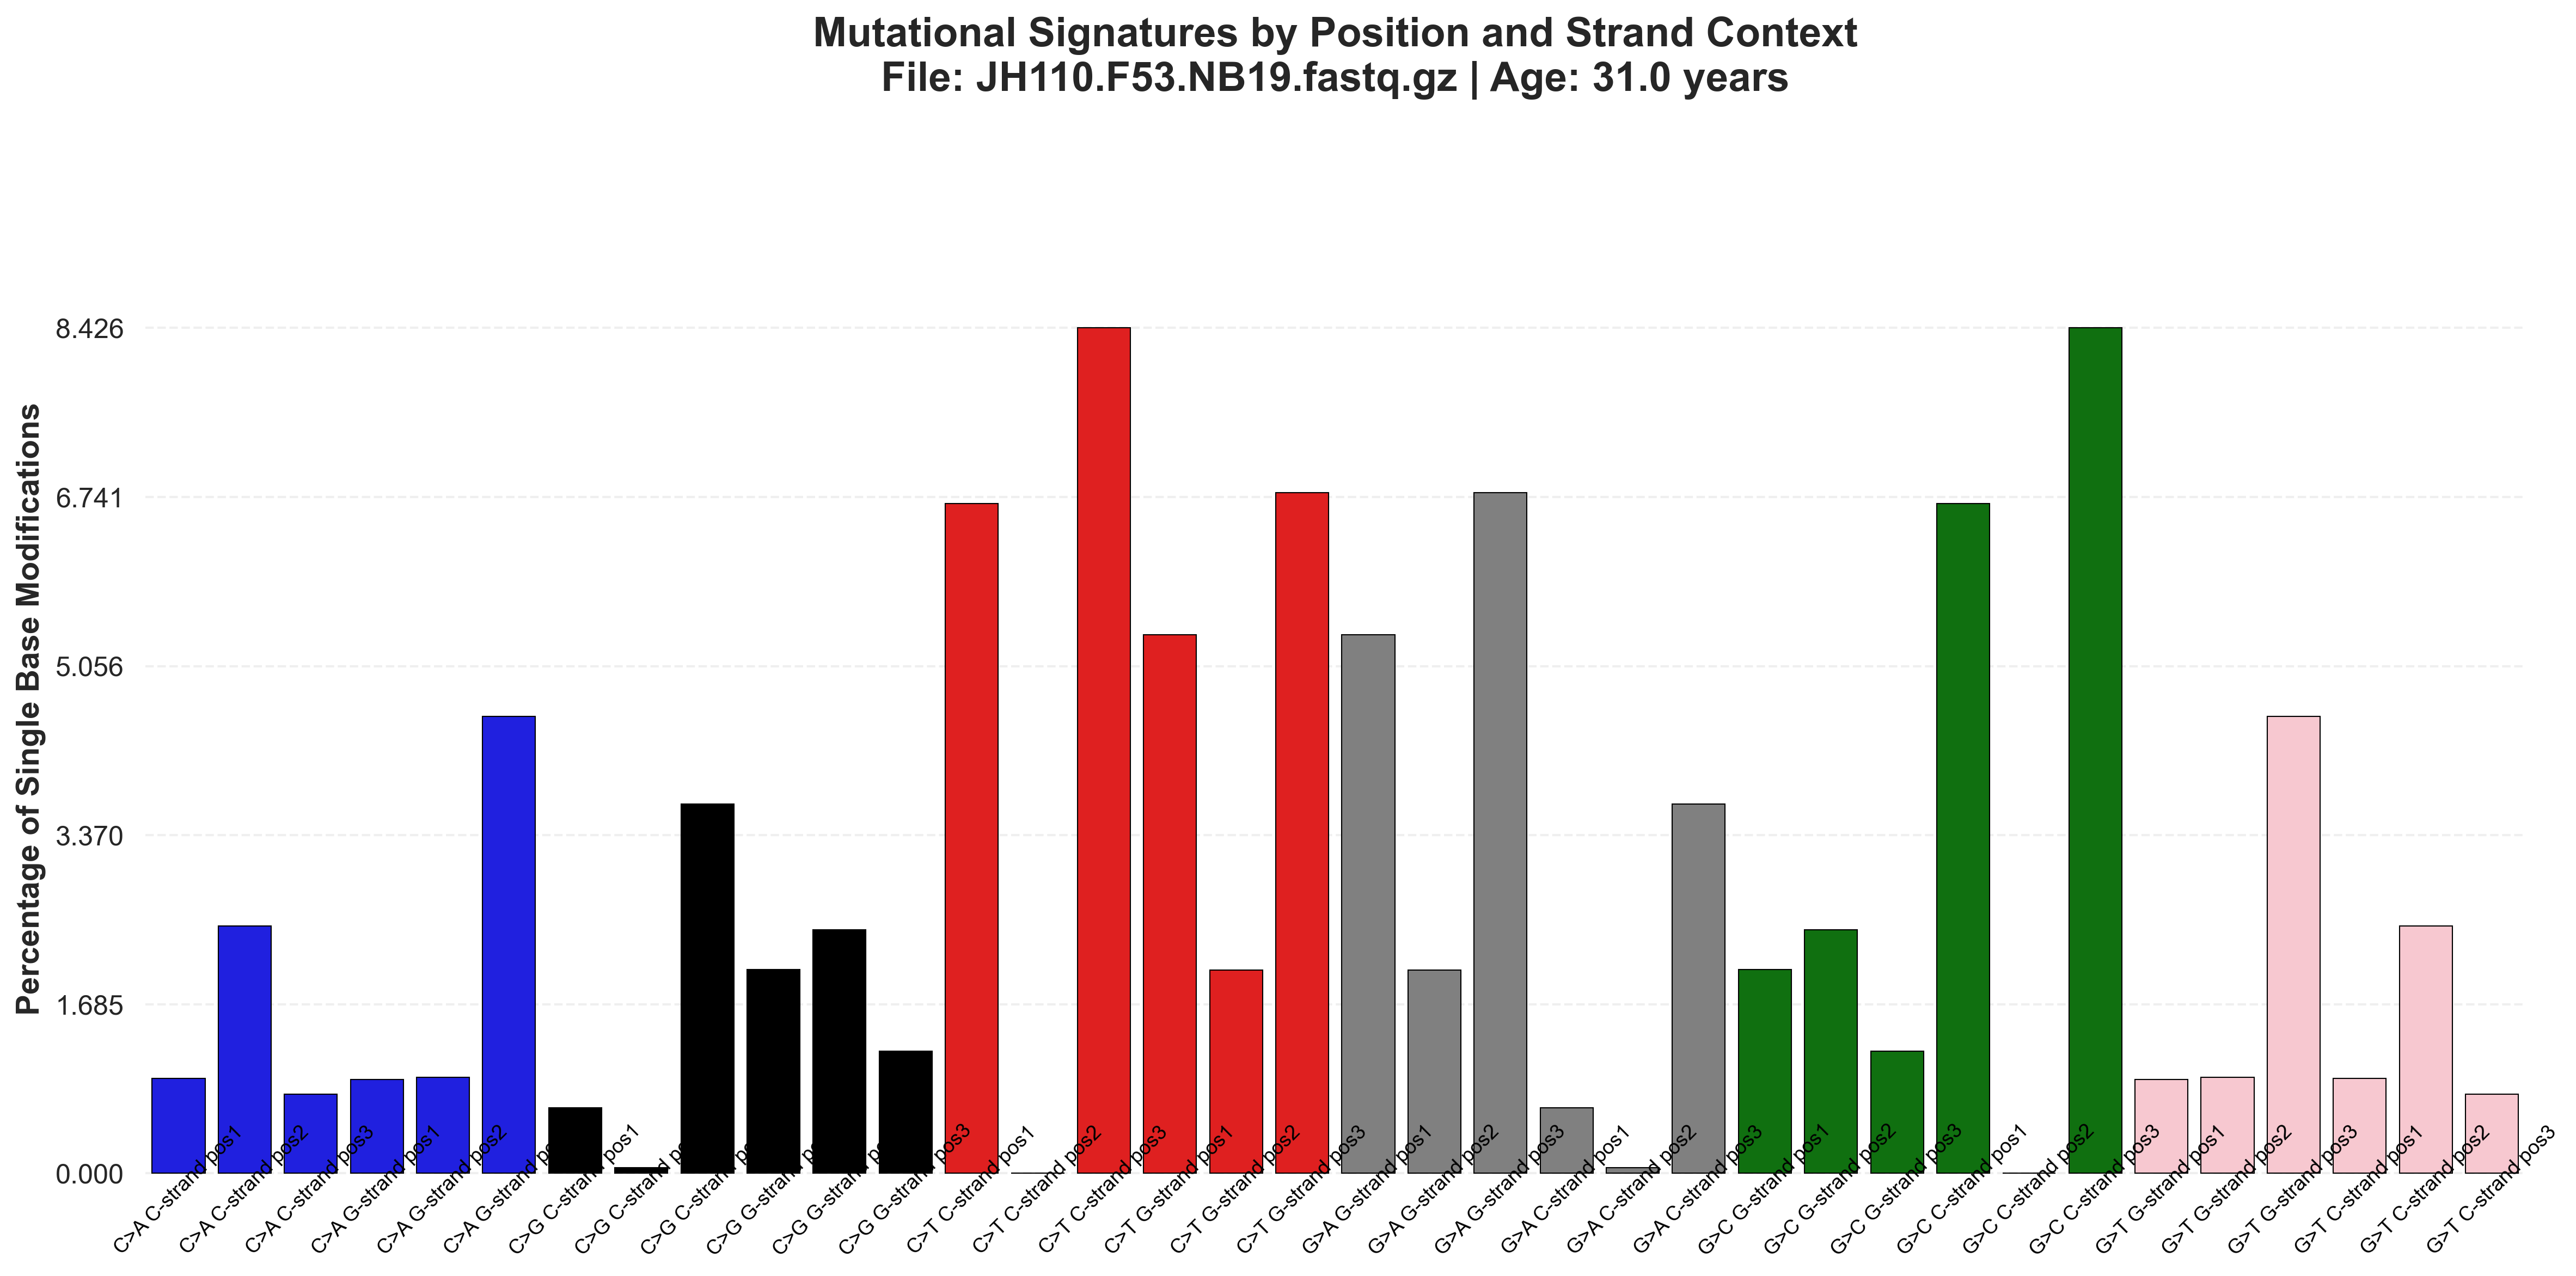 Mutational Signatures by Position and Strand Context
File: JH110.F53.NB19.fastq.gz | Age: 31.0 years
Percentage of Single Base Modifications
8.426
6.741
5.056
3.370
1.685
0.000
C>A C-strand pos1
C>A C-strand pos2
C>A C-strand pos3
C>A G-strand pos1
C>A G-strand pos2
C>A G-strand
C>G C-strand pos1
C>G C-strand
C>G C-strand
C>G G-strand
C>G G-strand
C>G G-strand pos3
C>T C-strand pos1
C>T C-strand pos2
C>T C-strand pos3
C>T G-strand pos1
C>T G-strand pos2
C>T G-strand pos3
G>A G-strand pos1
G>A G-strand pos2
G>A G-strand pos3
G>A C-strand pos1
G>A C-strand pos2
G>A C-strand pos3
G>C G-strand pos1
G>C G-strand pos2
G>C G-strand pos3
G>C C-strand pos1
G>C C-strand pos2
G>C C-strand pos3
G>T G-strand pos1
G>T G-strand pos2
G>T G-strand pos3
G>T C-strand pos1
G>T C-strand pos2
G>T C-strand pos3